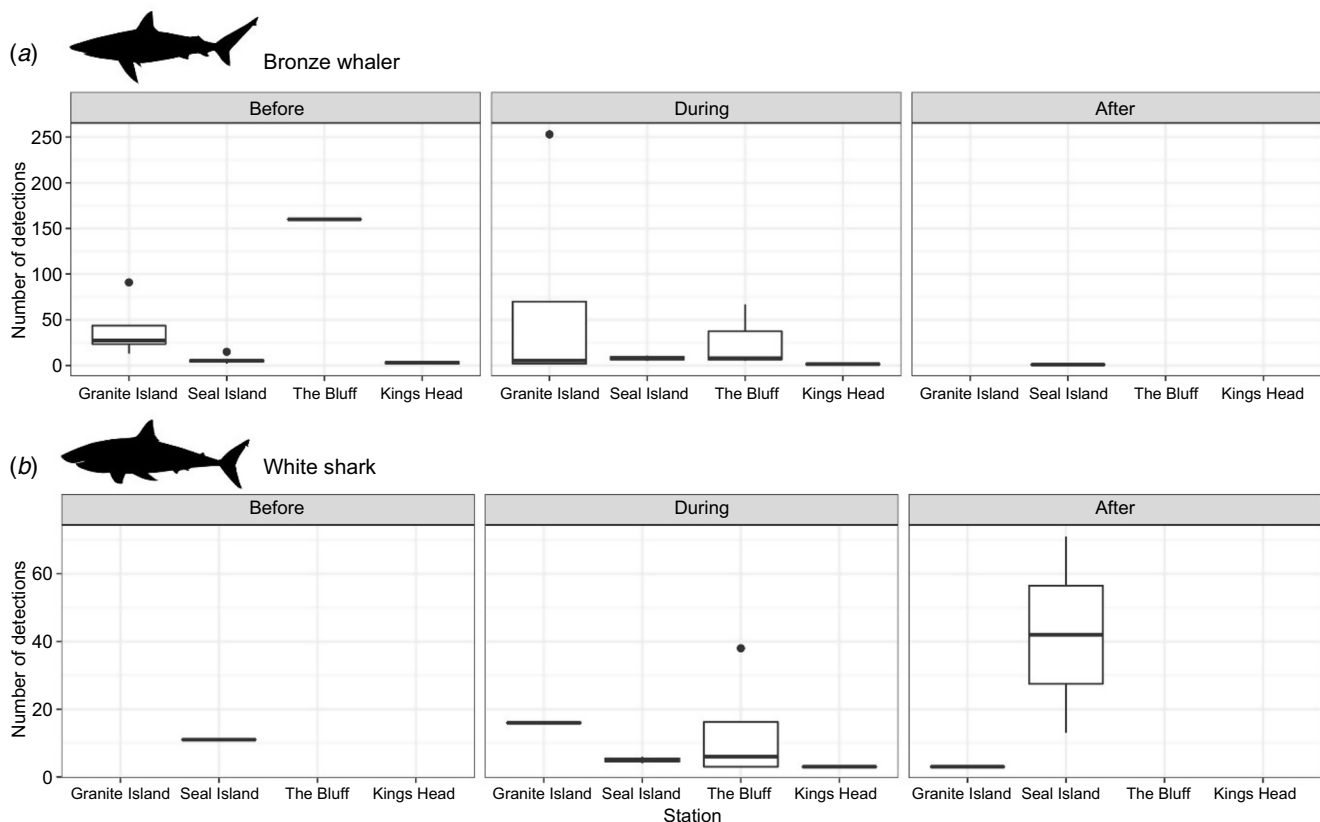 (a) Bronze whaler
Before During After
Number of detections
250
200
150
100
50
0
Granite Island Seal Island The Bluff Kings Head Granite Island Seal Island The Bluff Kings Head Granite Island Seal Island The Bluff Kings Head
(b) White shark
Before During After
Number of detections
60
40
20
0
Granite Island Seal Island The Bluff Kings Head Granite Island Seal Island The Bluff Kings Head Granite Island Seal Island The Bluff Kings Head
Station